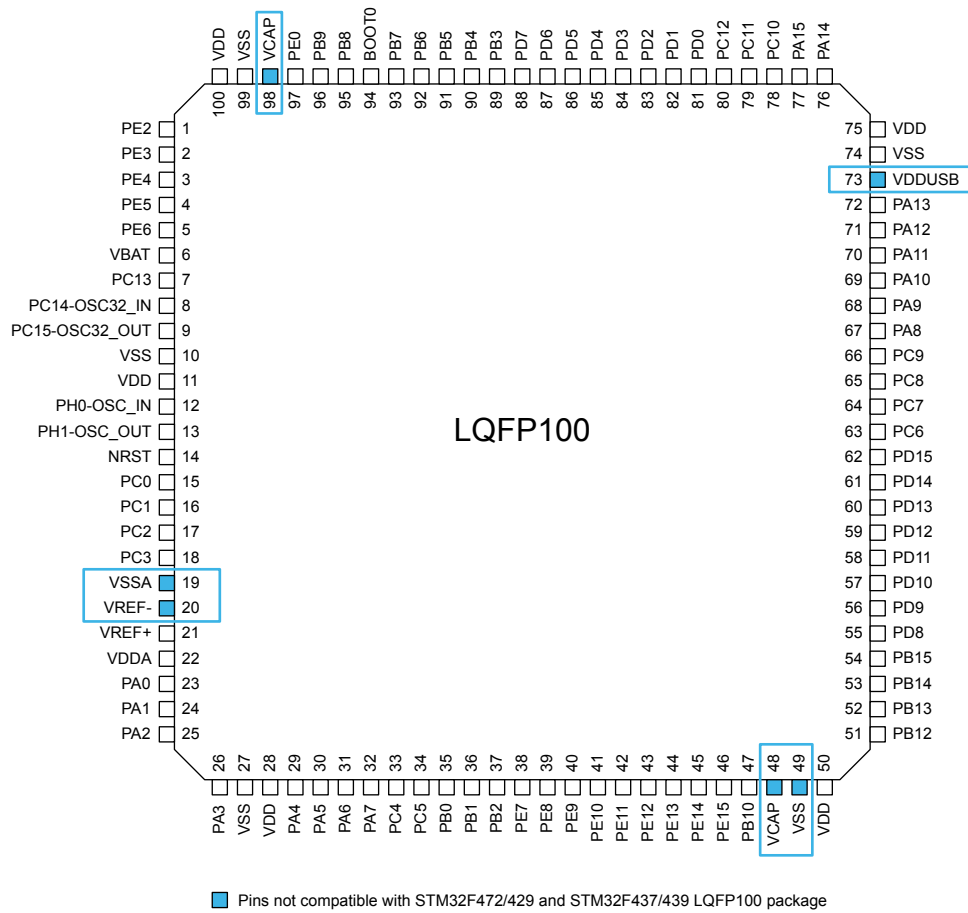 VDD
VSS
VCAP
PE0
PB9
PB8
BOOT0
PB7
PB6
PB5
PB4
PB3
PD7
PD6
PD5
PD4
PD3
PD2
PD1
PD0
PC12
PC11
PC10
PA15
PA14
100
99
98
97
96
95
94
93
92
91
90
89
88
87
86
85
84
83
82
81
80
79
78
77
76
PE2 1
PE3 2
PE4 3
PE5 4
PE6 5
VBAT 6
PC13 7
PC14-OSC32_IN 8
PC15-OSC32_OUT 9
VSS 10
VDD 11
PH0-OSC_IN 12
PH1-OSC_OUT 13
NRST 14
PC0 15
PC1 16
PC2 17
PC3 18
VSSA 19
VREF- 20
VREF+ 21
VDDA 22
PA0 23
PA1 24
PA2 25
LQFP100
75 VDD
74 VSS
73 VDDUSB
72 PA13
71 PA12
70 PA11
69 PA10
68 PA9
67 PA8
66 PC9
65 PC8
64 PC7
63 PC6
62 PD15
61 PD14
60 PD13
59 PD12
58 PD11
57 PD10
56 PD9
55 PD8
54 PB15
53 PB14
52 PB13
51 PB12
26
27
28
29
30
31
32
33
34
35
36
37
38
39
40
41
42
43
44
45
46
47
48
49
50
PA3
VSS
VDD
PA4
PA5
PA6
PA7
PC4
PC5
PB0
PB1
PB2
PE7
PE8
PE9
PE10
PE11
PE12
PE13
PE14
PE15
PB10
VCAP
VSS
VDD
Pins not compatible with STM32F472/429 and STM32F437/439 LQFP100 package